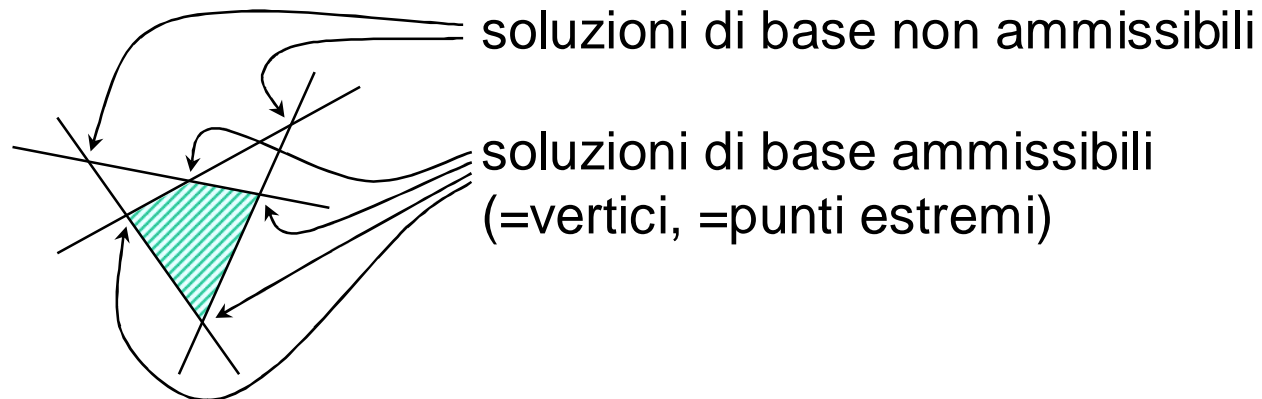 soluzioni di base non ammissibili
soluzioni di base ammissibili
(=vertici, =punti estremi)